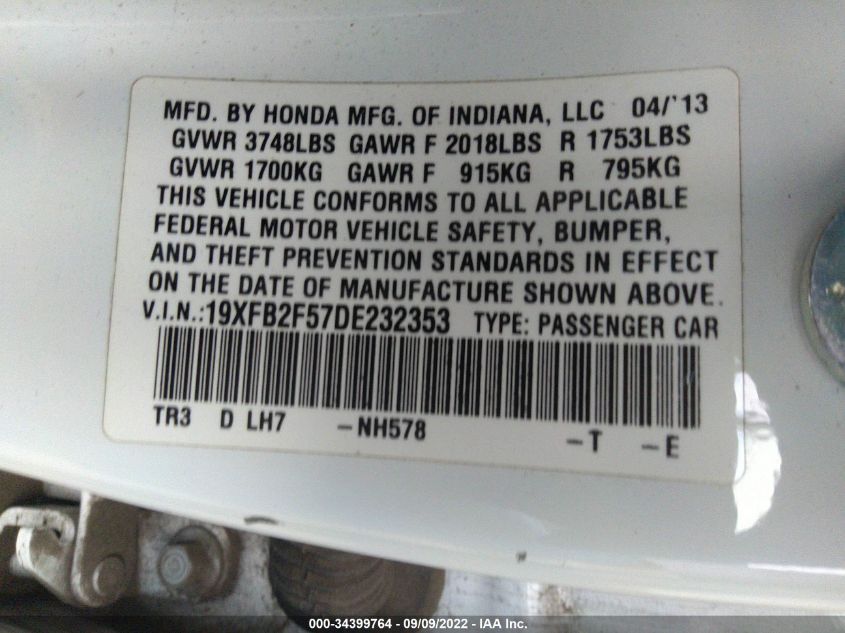 MFD. BY HONDA MFG. OF INDIANA, LLC 04/'13
GVWR 3748LBS GAWR F 2018LBS R 1753LBS
GVWR 1700KG GAWR F 915KG R 795KG
THIS VEHICLE CONFORMS TO ALL APPLICABLE
FEDERAL MOTOR VEHICLE SAFETY, BUMPER,
AND THEFT PREVENTION STANDARDS IN EFFECT
ON THE DATE OF MANUFACTURE SHOWN ABOVE.
V.I.N.:19XFB2F57DE232353 TYPE: PASSENGER CAR
TR3 D LH7 -NH578 -T -E
000-34399764 - 09/09/2022 - IAA Inc.